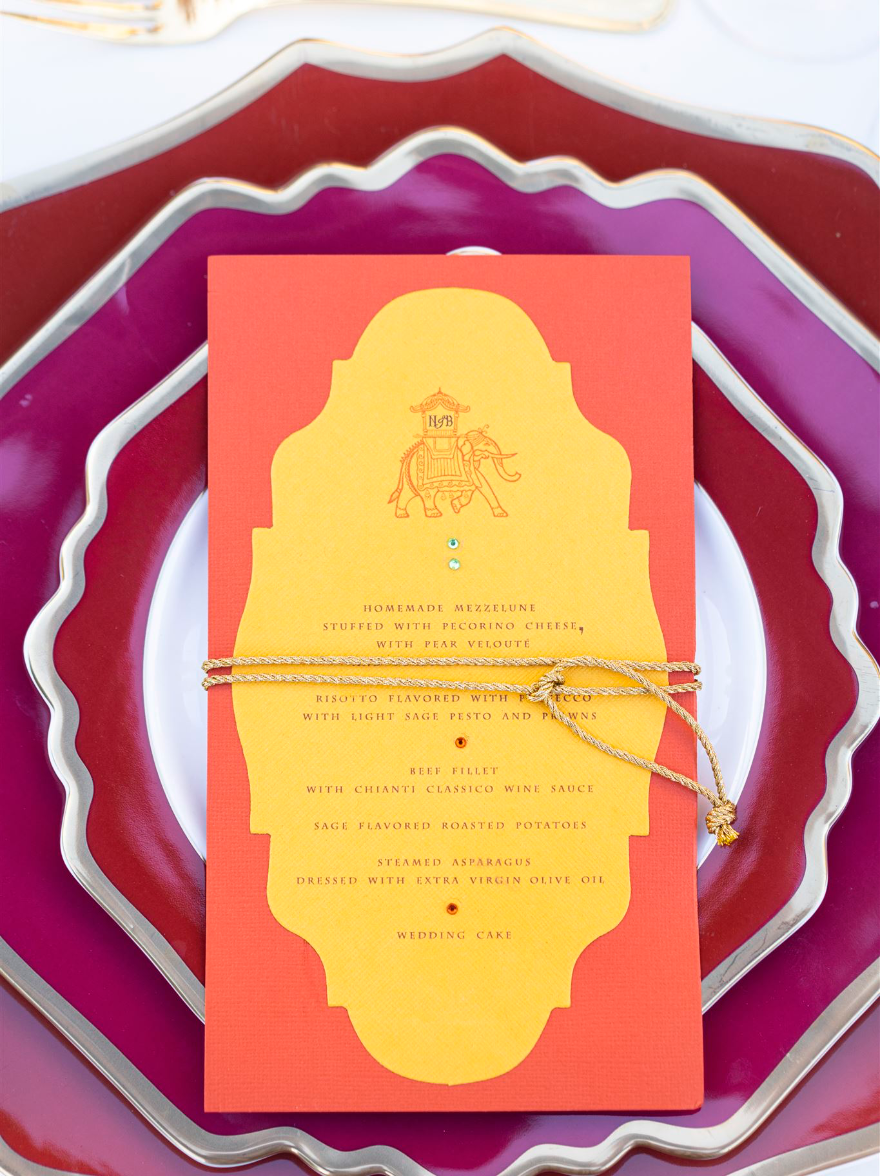 N&B
HOMEMADE MEZZELUNE
STUFFED WITH PECORINO CHEESE,
WITH PEAR VELOUTÉ
RISOTTO FLAVORED WITH
WITH LIGHT SAGE PESTO AND PRAWNS
BEEF FILLET
WITH CHIANTI CLASSICO WINE SAUCE
SAGE FLAVORED ROASTED POTATOES
STEAMED ASPARAGUS
DRESSED WITH EXTRA VIRGIN OLIVE OIL
WEDDING CAKE